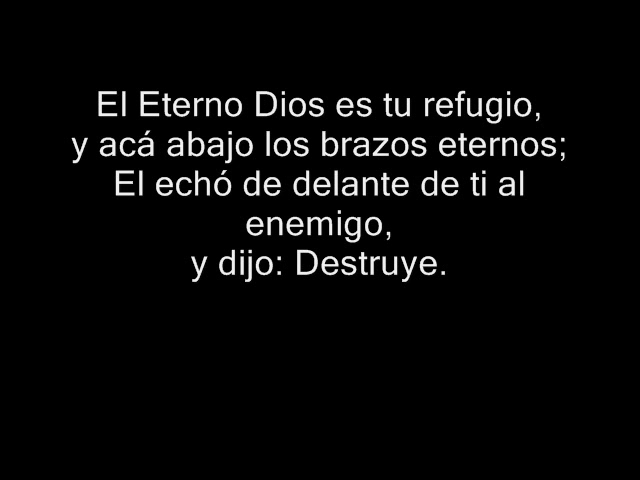 El Eterno Dios es tu refugio,
y acá abajo los brazos eternos;
El echó de delante de ti al
enemigo,
y dijo: Destruye.